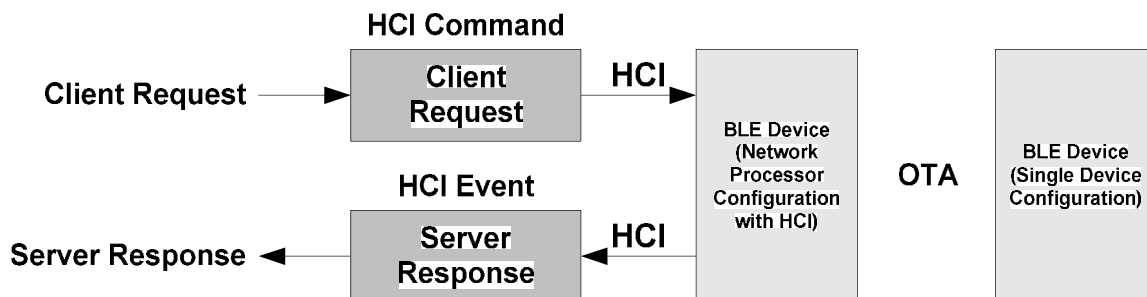 HCI Command
Client Request
Client
Request
HCI
HCI Event
Server Response
Server
Response
HCI
BLE Device
(Network
Processor
Configuration
with HCI)
OTA
BLE Device
(Single Device
Configuration)